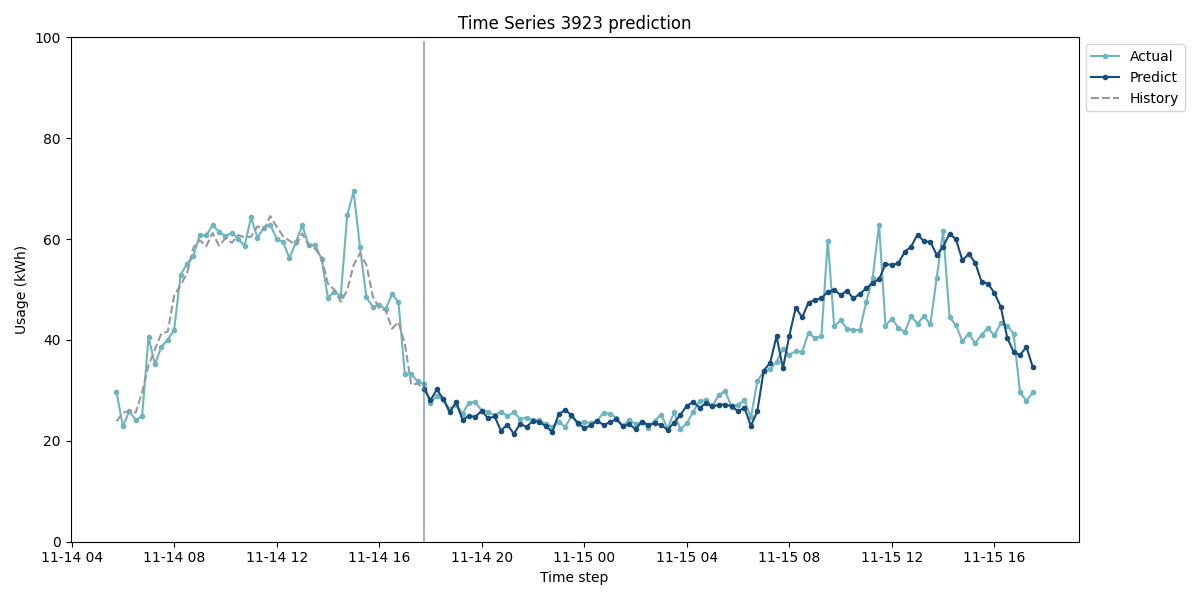 Time Series 3923 prediction
Usage (kWh)
100
80
60
40
20
0
11-14 04
11-14 08
11-14 12
11-14 16
11-14 20
11-15 00
11-15 04
11-15 08
11-15 12
11-15 16
Time step
Actual
Predict
History